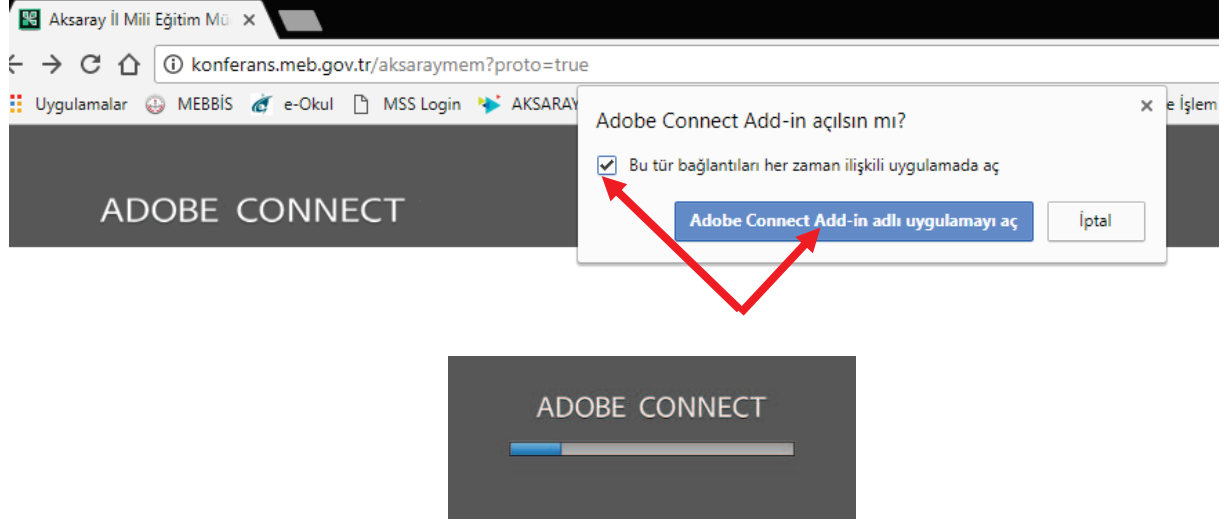 Aksaray İl Mili Eğitim Mü
konferans.meb.gov.tr/aksaraymem?proto=true
Uygulamalar MEBBİS e-Okul MSS Login AKSARAY e İşlem
Adobe Connect Add-in açılsın mı?
Bu tür bağlantıları her zaman ilişkili uygulamada aç
Adobe Connect Add-in adlı uygulamayı aç İptal
ADOBE CONNECT
ADOBE CONNECT